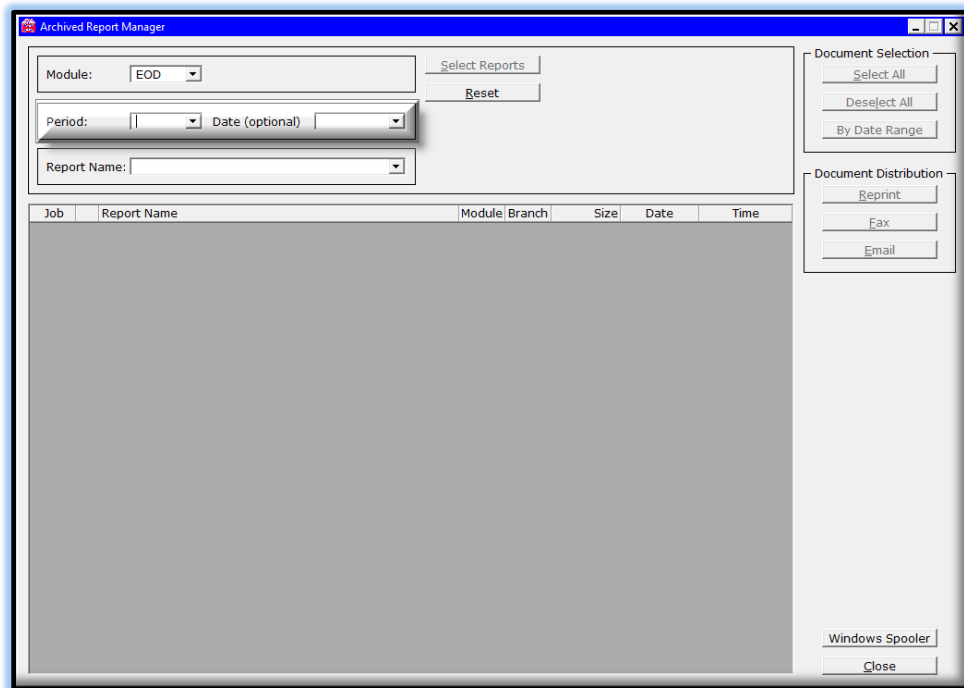 Archived Report Manager
Module: EOD
Select Reports
Reset
Period: Date (optional)
Report Name:
Document Selection
Select All
Deselect All
By Date Range
Document Distribution
Reprint
Fax
Email
Job Report Name Module Branch Size Date Time
Windows Spooler
Close